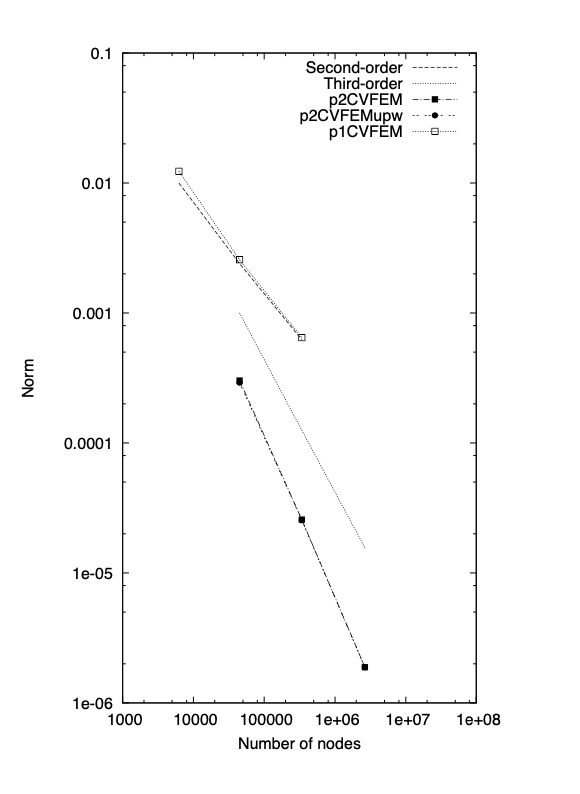 0.1
0.01
0.001
0.0001
1e-05
1e-06
Norm
Second-order
Third-order
p2CVFEM
p2CVFEMupw
p1CVFEM
1000 10000 100000 1e+06 1e+07 1e+08
Number of nodes